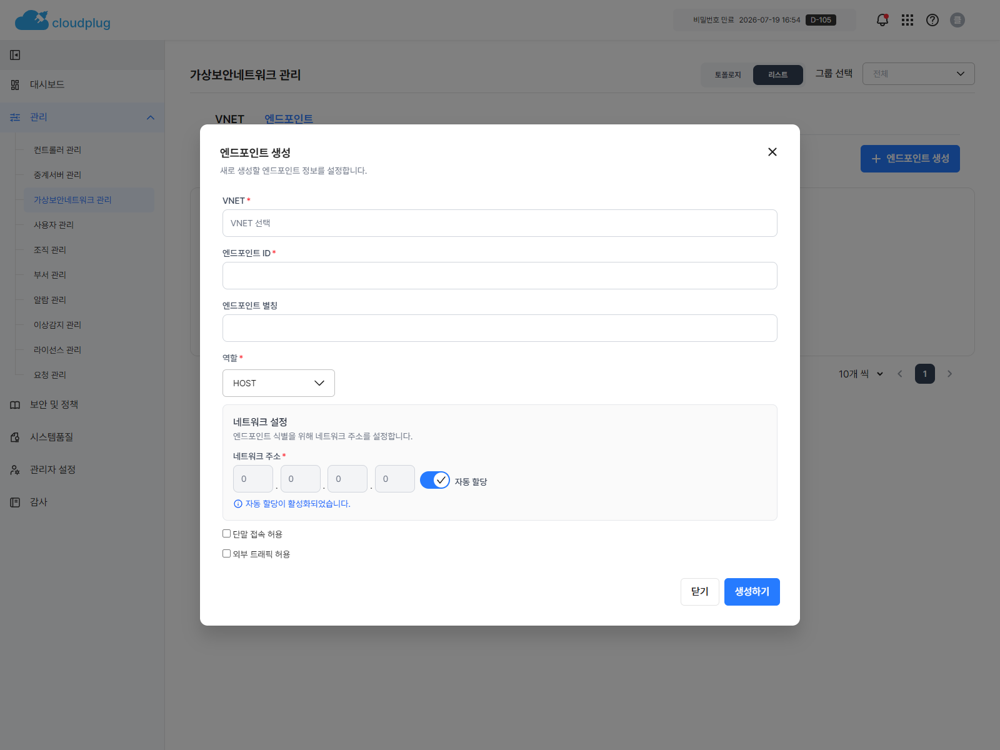 cloudplug
비밀번호 만료 2026-07-19 16:54 D-105
클
대시보드
관리
컨트롤러 관리
중계서버 관리
가상보안네트워크 관리
사용자 관리
조직 관리
부서 관리
알람 관리
이상감지 관리
라이선스 관리
요청 관리
보안 및 정책
시스템품질
관리자 설정
감사
가상보안네트워크 관리
토폴로지 리스트 그룹 선택 전체
VNET 엔드포인트
엔드포인트 생성
10개 씩 1
엔드포인트 생성
새로 생성할 엔드포인트 정보를 설정합니다.
VNET*
VNET 선택
엔드포인트 ID*
엔드포인트 별칭
역할*
HOST
네트워크 설정
엔드포인트 식별을 위해 네트워크 주소를 설정합니다.
네트워크 주소*
0 . 0 . 0 . 0 자동 할당
자동 할당이 활성화되었습니다.
단말 접속 허용
외부 트래픽 허용
닫기 생성하기